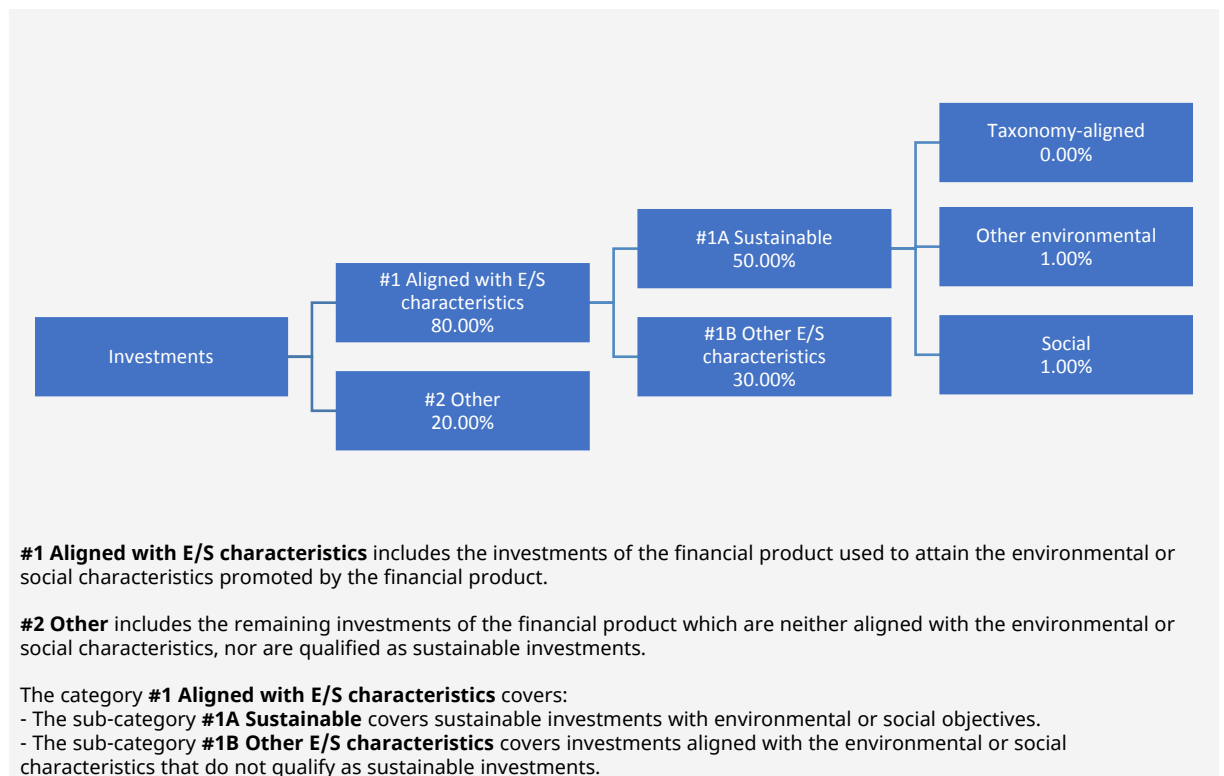 Investments
#1 Aligned with E/S
characteristics
80.00%
#2 Other
20.00%
#1A Sustainable
50.00%
#1B Other E/S
characteristics
30.00%
Taxonomy-aligned
0.00%
Other environmental
1.00%
Social
1.00%
#1 Aligned with E/S characteristics includes the investments of the financial product used to attain the environmental or
social characteristics promoted by the financial product.
#2 Other includes the remaining investments of the financial product which are neither aligned with the environmental or
social characteristics, nor are qualified as sustainable investments.
The category #1 Aligned with E/S characteristics covers:
- The sub-category #1A Sustainable covers sustainable investments with environmental or social objectives.
- The sub-category #1B Other E/S characteristics covers investments aligned with the environmental or social
characteristics that do not qualify as sustainable investments.